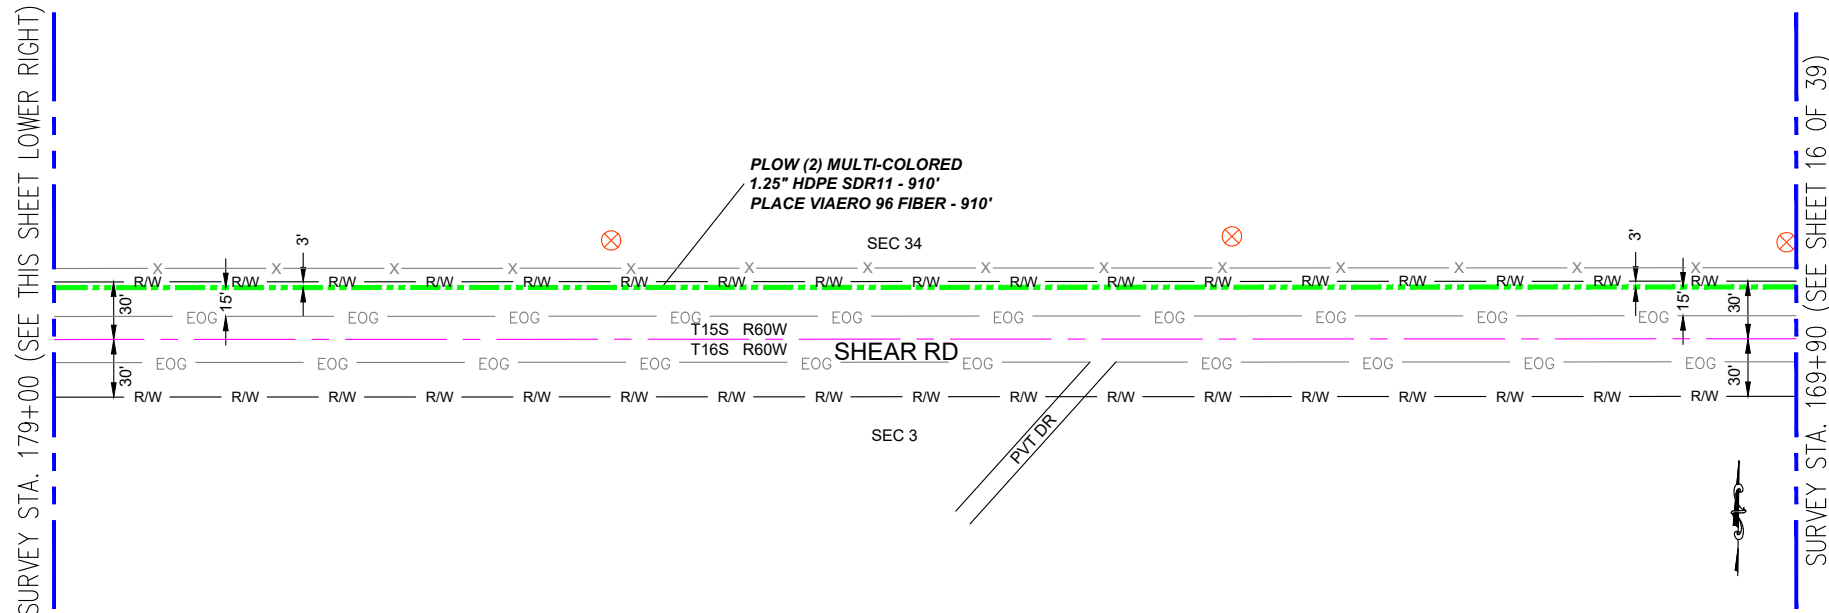 SURVEY STA. 179+00 (SEE THIS SHEET LOWER RIGHT)
PLOW (2) MULTI-COLORED
1.25" HDPE SDR11 - 910'
PLACE VIAERO 96 FIBER - 910'
SEC 34
3' 3'
X X X X X X X X X X X X X X
R/W R/W R/W R/W R/W R/W R/W R/W R/W R/W R/W R/W R/W R/W R/W R/W R/W
30' 15' 15' 30'
EOG EOG EOG EOG EOG EOG EOG EOG EOG EOG
T15S R60W
T16S R60W
SHEAR RD
EOG EOG EOG EOG EOG EOG EOG EOG EOG EOG
30' 30'
R/W R/W R/W R/W R/W R/W R/W R/W R/W R/W R/W R/W R/W R/W R/W R/W R/W
SEC 3
PVT DR
SURVEY STA. 169+90 (SEE SHEET 16 OF 39)